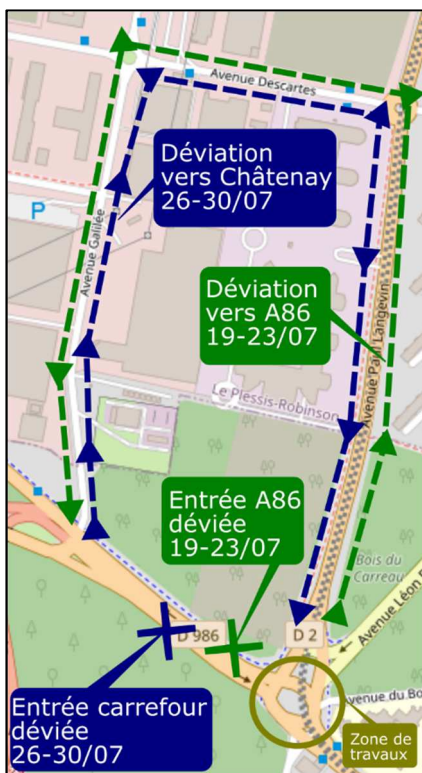 Avenue Descartes
Déviation
vers Châtenay
26-30/07
P
Avenue Galilée
Déviation
vers A86
19-23/07
Avenue Paul Langevin
Le Plessis-Robinson
Entrée A86
déviée
19-23/07
Bois du
Carreau
D 986
D 2
Avenue Léon
Entrée carrefour
déviée
26-30/07
Avenue du Bo
Zone de
travaux